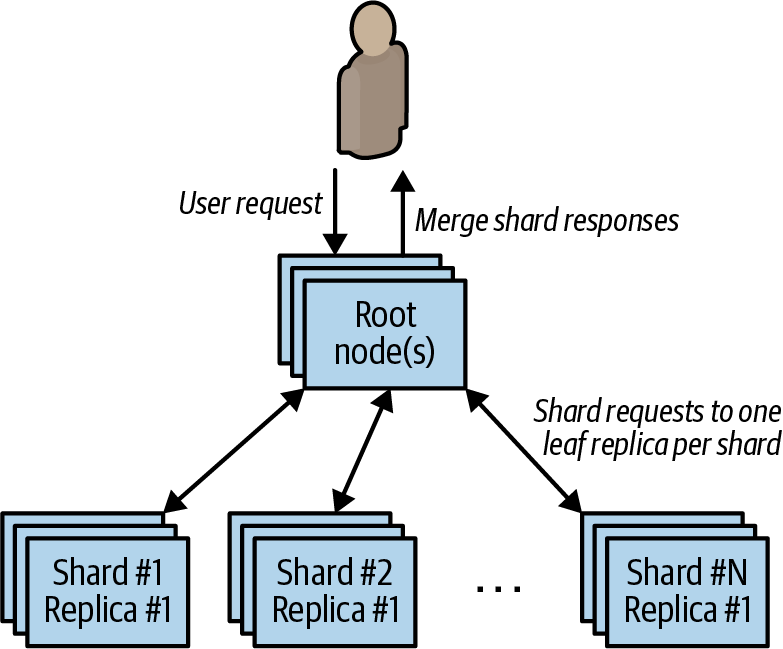 User request
Merge shard responses
Root
node(s)
Shard requests to one
leaf replica per shard
Shard #1
Replica #1
Shard #2
Replica #1
...
Shard #N
Replica #1